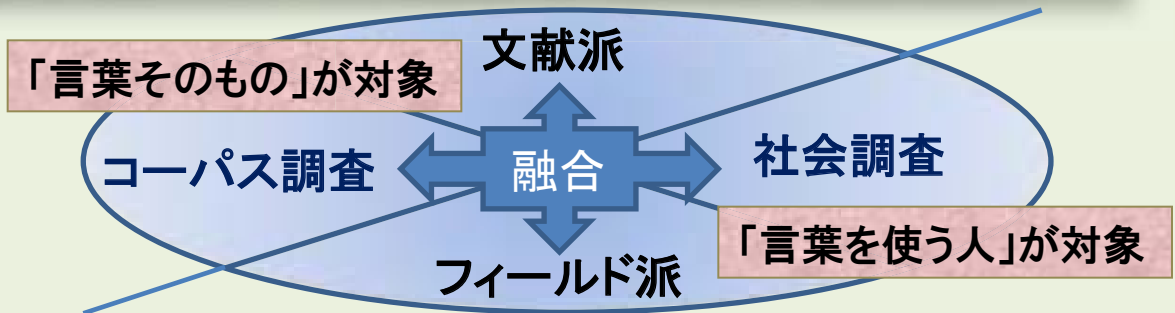 文献派
「言葉そのもの」が対象
コーパス調査
融合
社会調査
「言葉を使う人」が対象
フィールド派